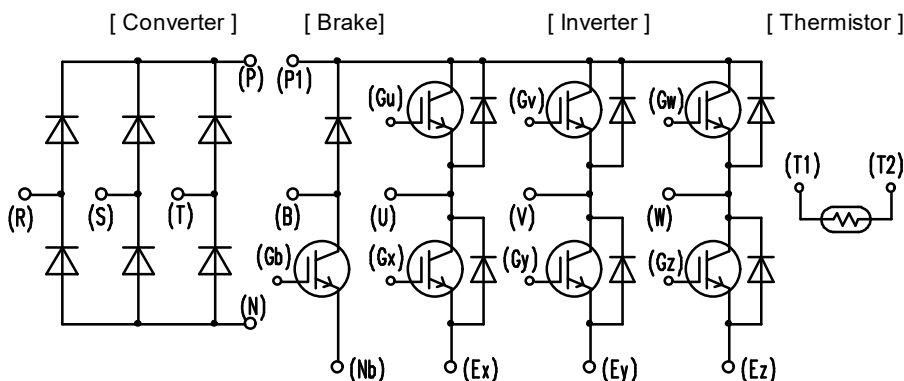 [ Converter ] [ Brake] [ Inverter ] [ Thermistor ]
(P) (P1) (Gu) (Gv) (Gw)
(T1) (T2)
(R) (S) (T) (B) (U) (V) (W)
(Gb) (Gx) (Gy) (Gz)
(N)
(Nb) (Ex) (Ey) (Ez)